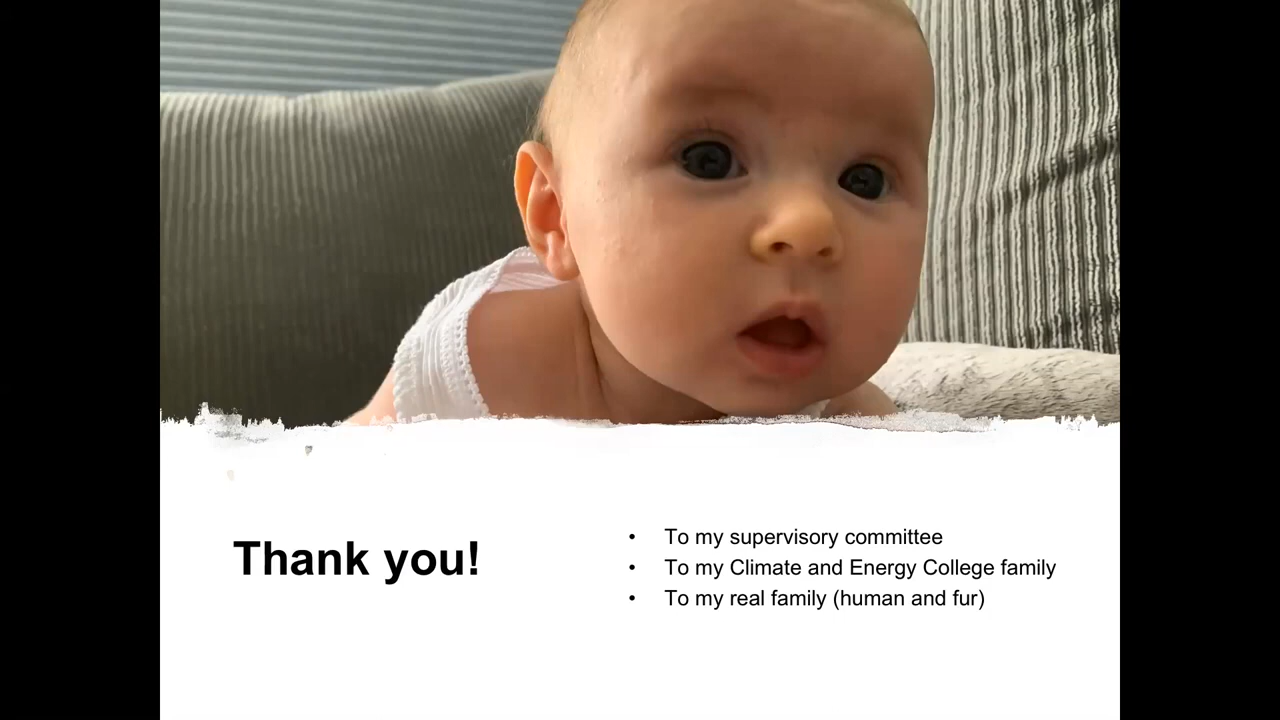 Thank you!
• To my supervisory committee
• To my Climate and Energy College family
• To my real family (human and fur)